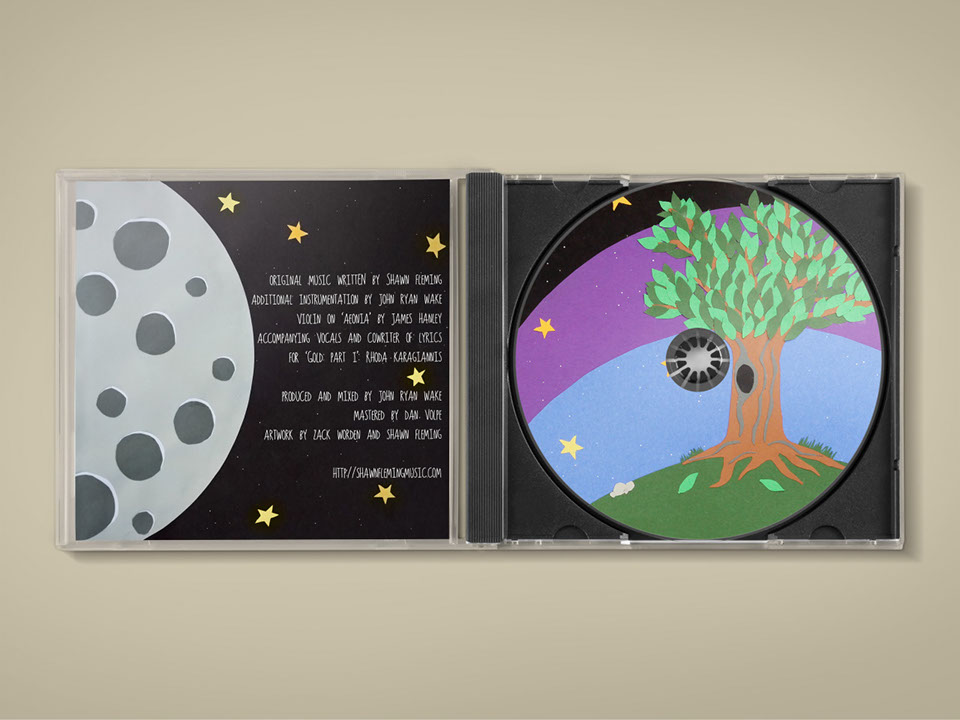 ORIGINAL MUSIC WRITTEN BY SHAWN FLEMING
ADDITIONAL INSTRUMENTATION BY JOHN RYAN WAKE
VIOLIN ON 'AEONIA' BY JAMES HANLEY
ACCOMPANYING VOCALS AND COWRITER OF LYRICS
FOR 'GOLD: PART I': RHODA KARAGIANNIS
PRODUCED AND MIXED BY JOHN RYAN WAKE
MASTERED BY DAN VOLPE
ARTWORK BY ZACK WORDEN AND SHAWN FLEMING
HTTP//SHAWNFLEMINGMUSIC.COM